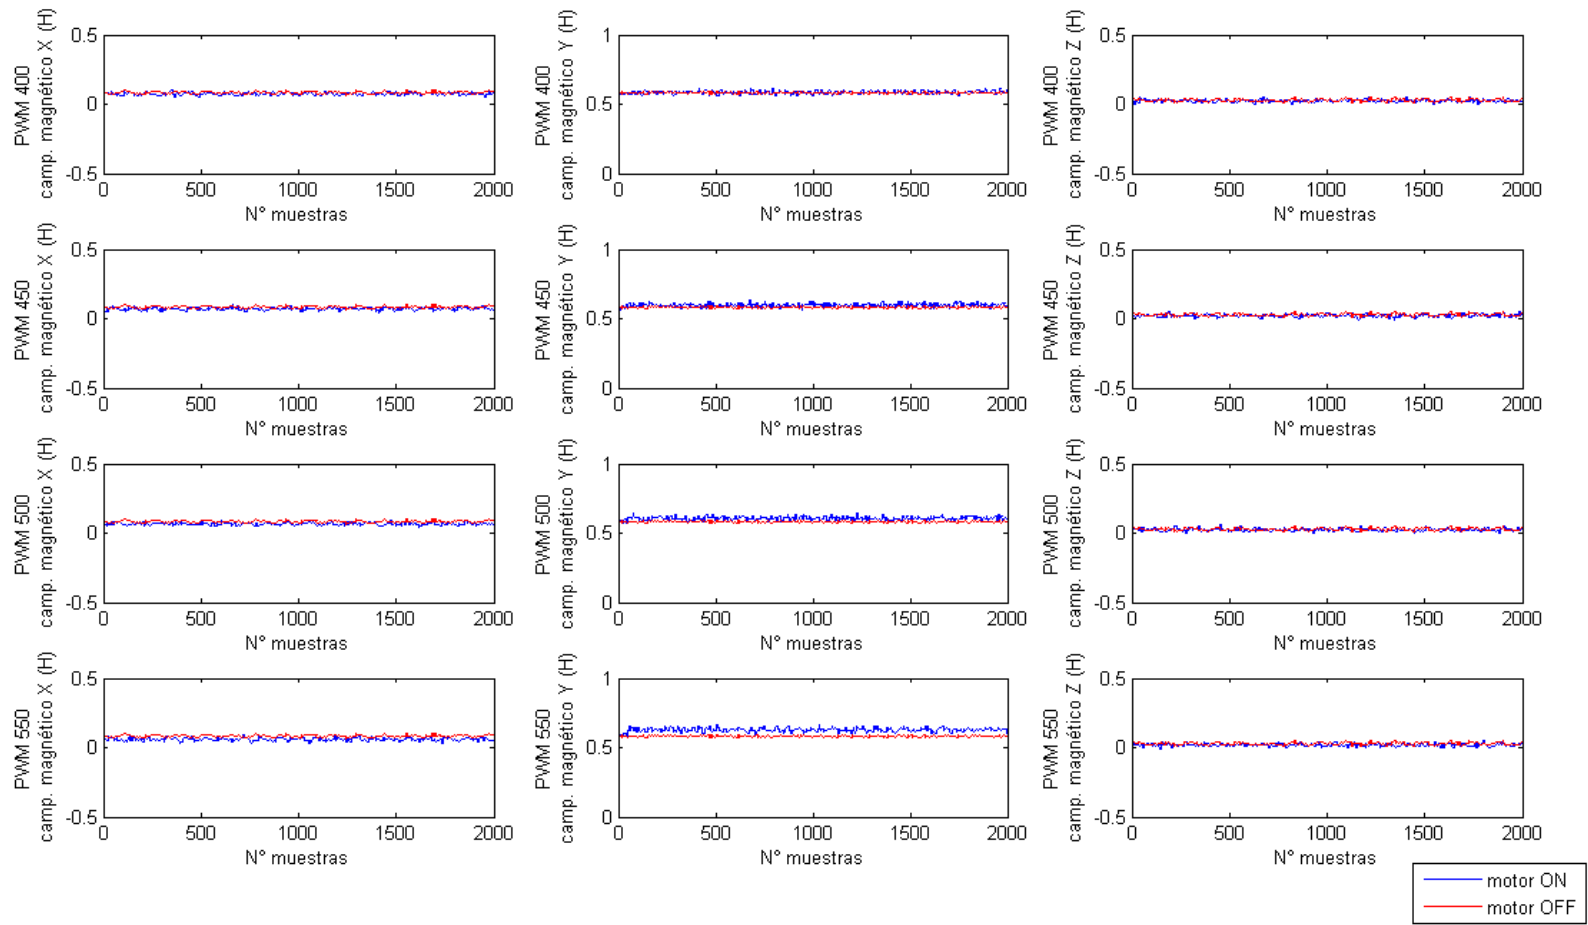 PWM 400
camp. magnético X (H)
0.5
0
-0.5
0 500 1000 1500 2000
N° muestras
PWM 400
camp. magnético Y (H)
1
0.5
0
0 500 1000 1500 2000
N° muestras
PWM 400
camp. magnético Z (H)
0.5
0
-0.5
0 500 1000 1500 2000
N° muestras
PWM 450
camp. magnético X (H)
0.5
0
-0.5
0 500 1000 1500 2000
N° muestras
PWM 450
camp. magnético Y (H)
1
0.5
0
0 500 1000 1500 2000
N° muestras
PWM 450
camp. magnético Z (H)
0.5
0
-0.5
0 500 1000 1500 2000
N° muestras
PWM 500
camp. magnético X (H)
0.5
0
-0.5
0 500 1000 1500 2000
N° muestras
PWM 500
camp. magnético Y (H)
1
0.5
0
0 500 1000 1500 2000
N° muestras
PWM 500
camp. magnético Z (H)
0.5
0
-0.5
0 500 1000 1500 2000
N° muestras
PWM 550
camp. magnético X (H)
0.5
0
-0.5
0 500 1000 1500 2000
N° muestras
PWM 550
camp. magnético Y (H)
1
0.5
0
0 500 1000 1500 2000
N° muestras
PWM 550
camp. magnético Z (H)
0.5
0
-0.5
0 500 1000 1500 2000
N° muestras
motor ON
motor OFF